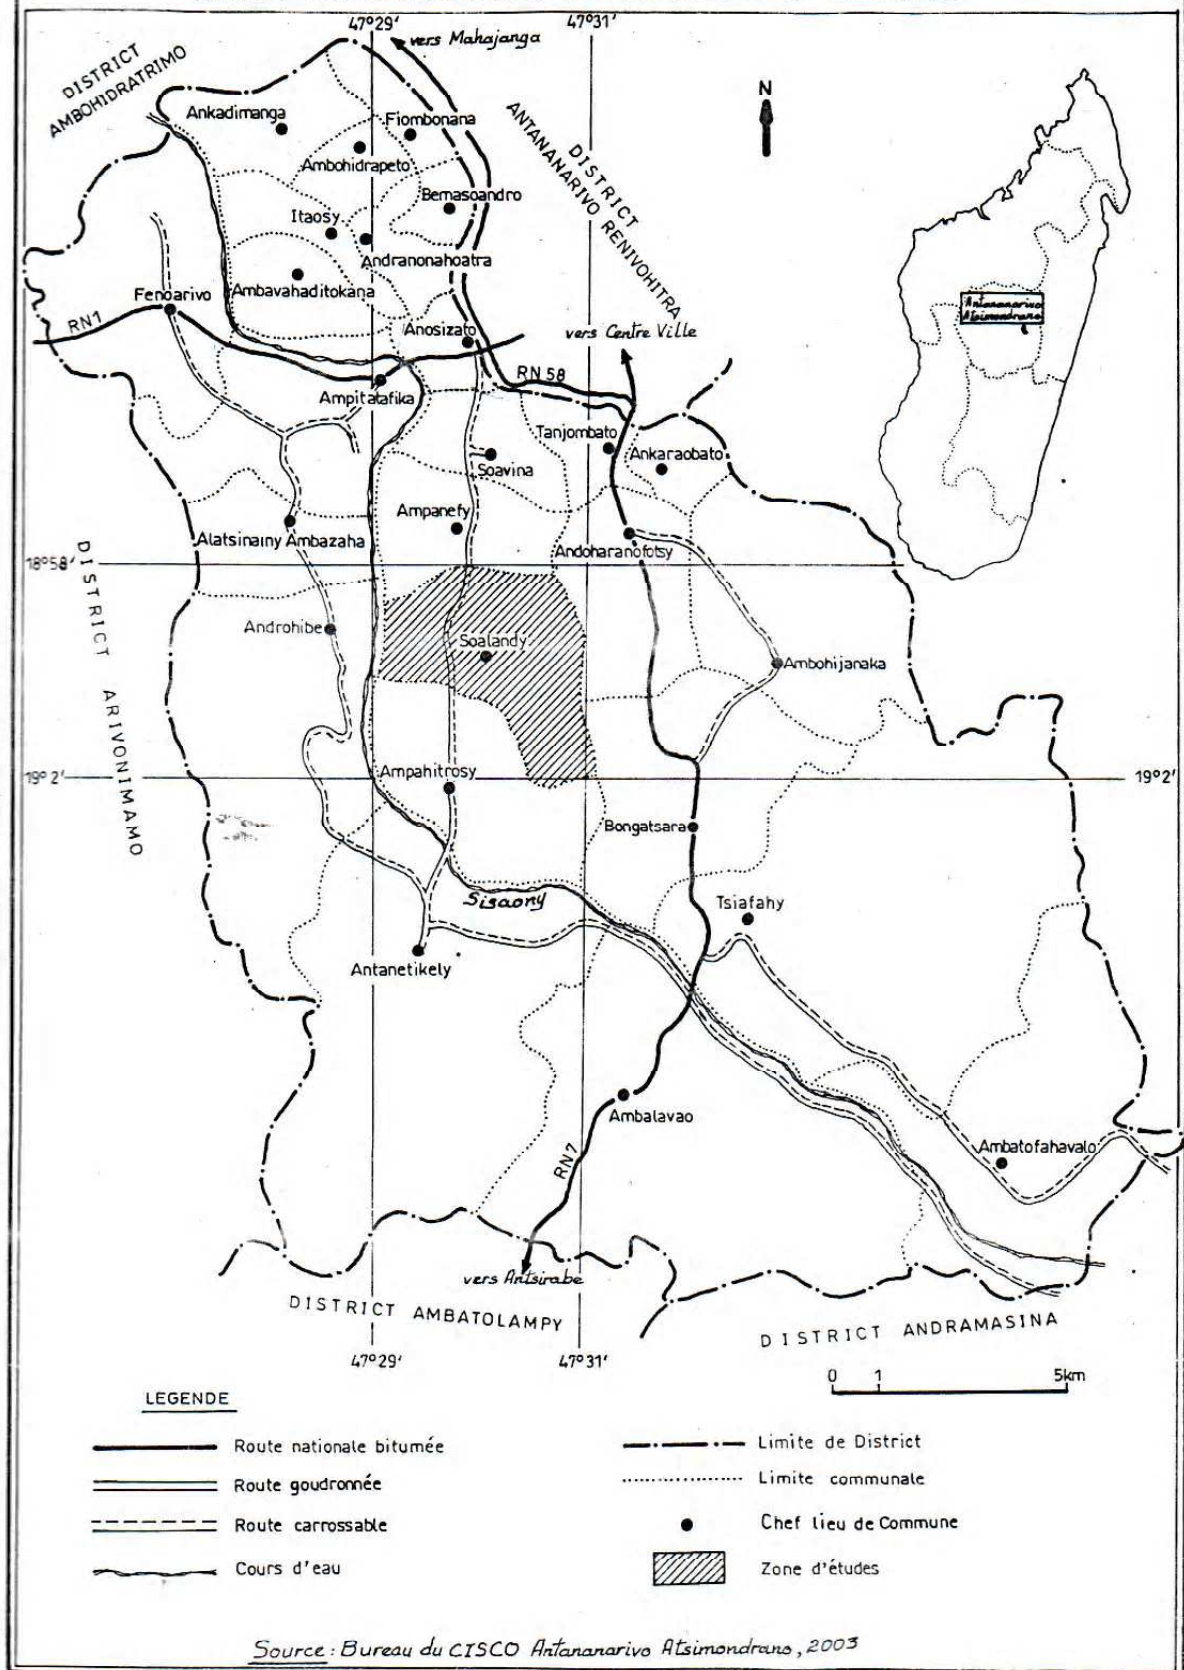 47°29'
47°31'
vers Mahajanga
DISTRICT
AMBOHIDRATRIMO
N
DISTRICT
ANTANANARIVO RENIVOHITRA
Ankadimanga
Fiombonana
Ambohidrapeto
Bemasoandro
Itaosy
Andranonahoatra
Ambavahaditokana
Fenoarivo
RN1
Anosizato
vers Centre Ville
Antananarivo
Atsimondrano
RN 58
Ampitatafika
Tanjombato
Ankaraobato
Soavina
Ampanefy
Alatsinainy Ambazaha
Andoharanofotsy
18°58'
DISTRICT ARIVONIMAMO
Androhibe
Soalandy
Ambohijanaka
19°2'
19°2'
Ampahitrosy
Bongatsara
Sisaony
Tsiafahy
Antanetikely
Ambalavao
Ambatofahavalo
RN7
vers Antsirabe
DISTRICT AMBATOLAMPY
DISTRICT ANDRAMASINA
47°29'
47°31'
0 1 5km
LEGENDE
Route nationale bitumée
Route goudronnée
Route carrossable
Cours d'eau
Limite de District
Limite communale
Chef lieu de Commune
Zone d'études
Source : Bureau du CISCO Antananarivo Atsimondrano, 2003